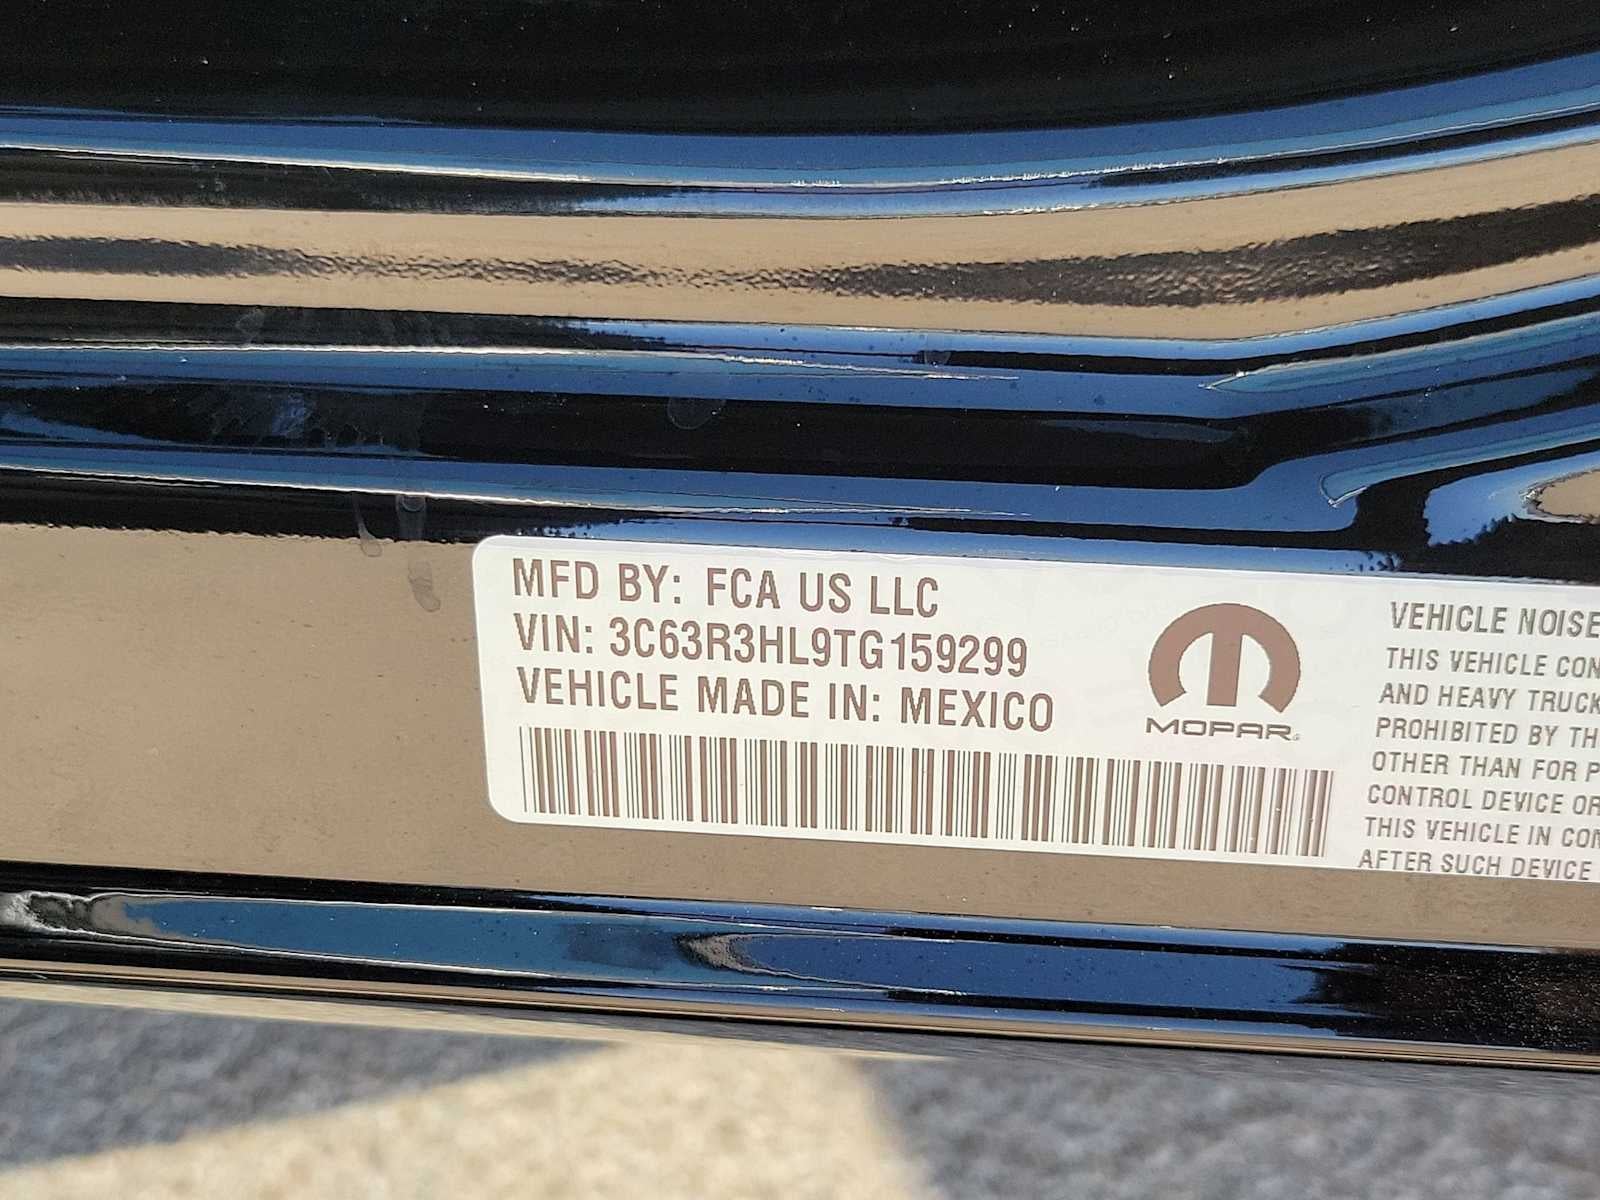 MFD BY: FCA US LLC
VIN: 3C63R3HL9TG159299
VEHICLE MADE IN: MEXICO
MOPAR
VEHICLE NOISE
THIS VEHICLE CON
AND HEAVY TRUCK
PROHIBITED BY TH
OTHER THAN FOR P
CONTROL DEVICE OR
THIS VEHICLE IN CON
AFTER SUCH DEVICE